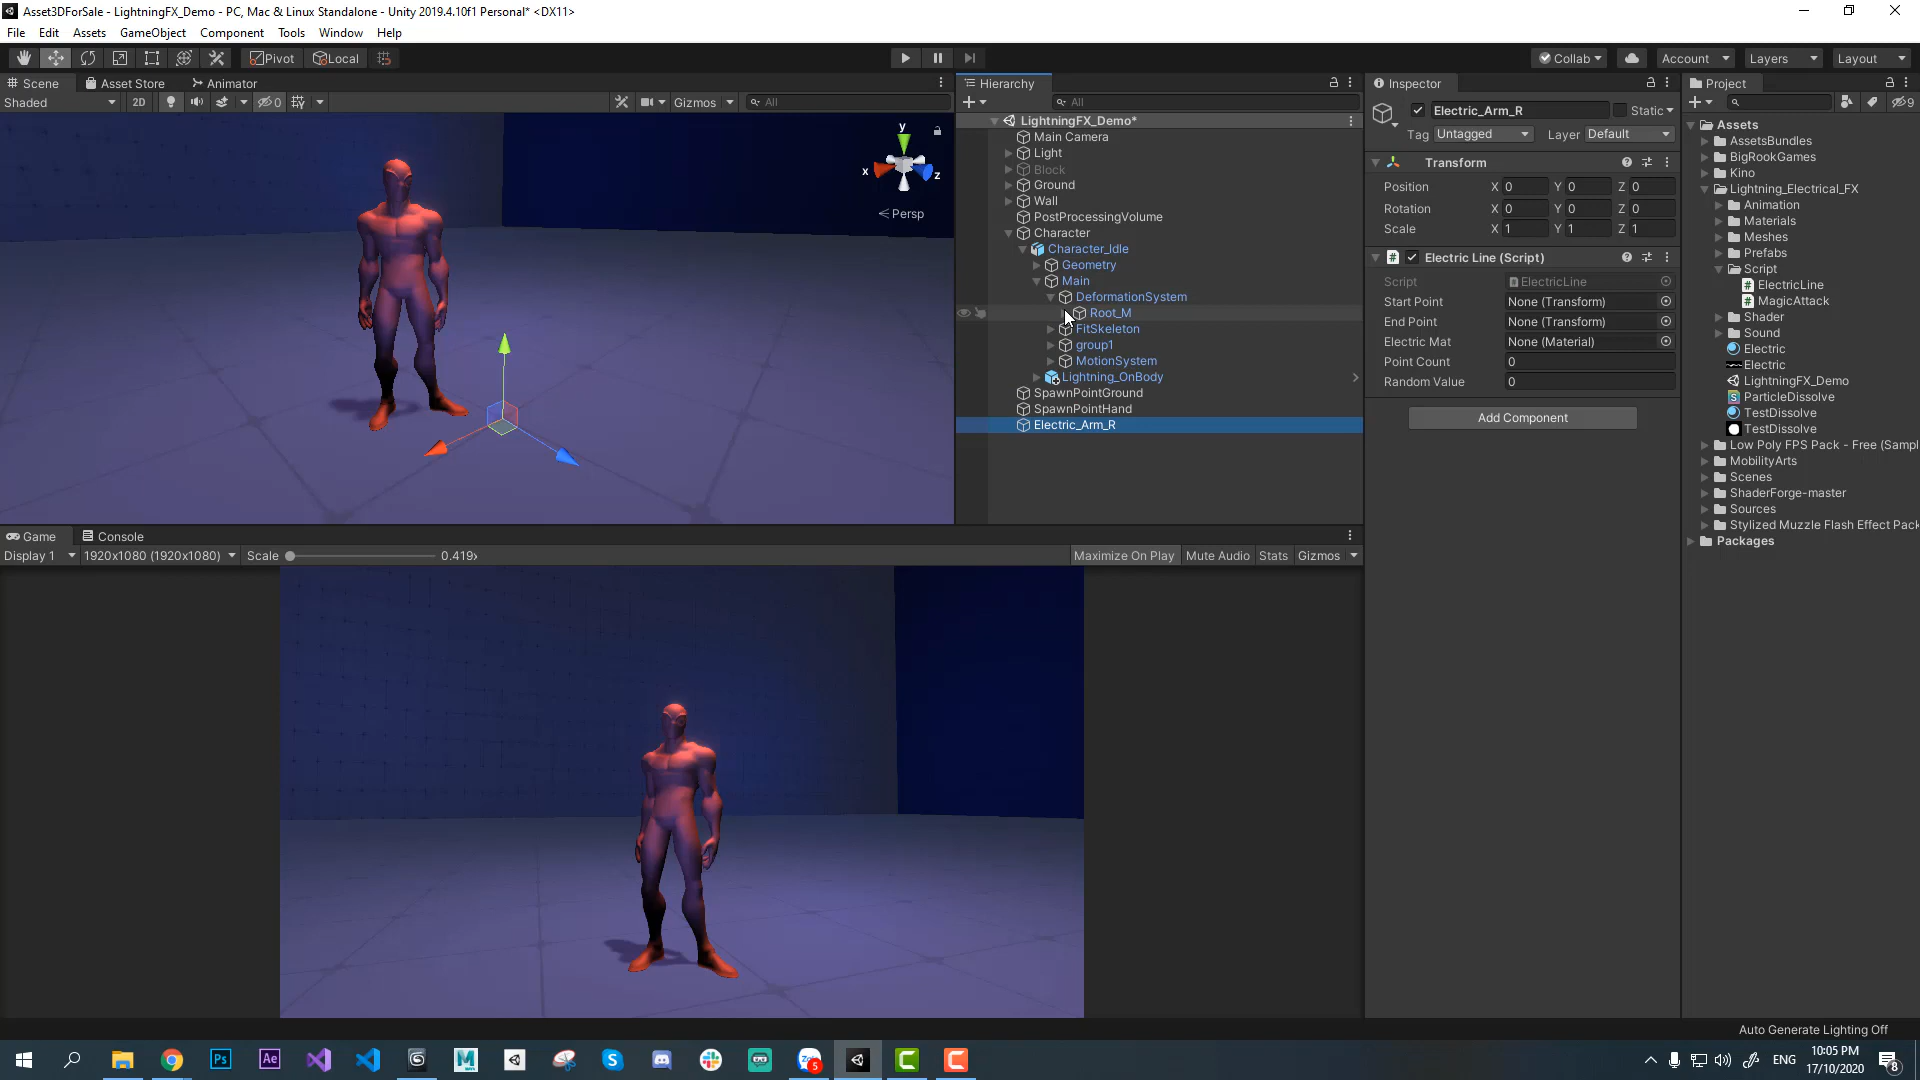 Asset3DForSale - LightningFX_Demo - PC, Mac & Linux Standalone - Unity 2019.4.10f1 Personal* <DX11>
File Edit Assets GameObject Component Tools Window Help
Pivot Local Collab Account Layers Layout
Scene Asset Store Animator
Shaded 2D 0 Gizmos All
y
x
z
Persp
Hierarchy
All
LightningFX_Demo*
Main Camera
Light
Block
Ground
Wall
PostProcessingVolume
Character
Character_Idle
Geometry
Main
DeformationSystem
Root_M
FitSkeleton
group1
MotionSystem
Lightning_OnBody
SpawnPointGround
SpawnPointHand
Electric_Arm_R
Inspector
Electric_Arm_R Static
Tag Untagged Layer Default
Transform
Position X 0 Y 0 Z 0
Rotation X 0 Y 0 Z 0
Scale X 1 Y 1 Z 1
Electric Line (Script)
Script ElectricLine
Start Point None (Transform)
End Point None (Transform)
Electric Mat None (Material)
Point Count 0
Random Value 0
Add Component
Project
9
Assets
AssetsBundles
BigRookGames
Kino
Lightning_Electrical_FX
Animation
Materials
Meshes
Prefabs
Script
ElectricLine
MagicAttack
Shader
Sound
Electric
Electric
LightningFX_Demo
ParticleDissolve
TestDissolve
TestDissolve
Low Poly FPS Pack - Free (Sampl
MobilityArts
Scenes
ShaderForge-master
Sources
Stylized Muzzle Flash Effect Pack
Packages
Game Console
Display 1 1920x1080 (1920x1080) Scale 0.419x Maximize On Play Mute Audio Stats Gizmos
Auto Generate Lighting Off
Ps Ae 5
ENG
10:05 PM
17/10/2020
8